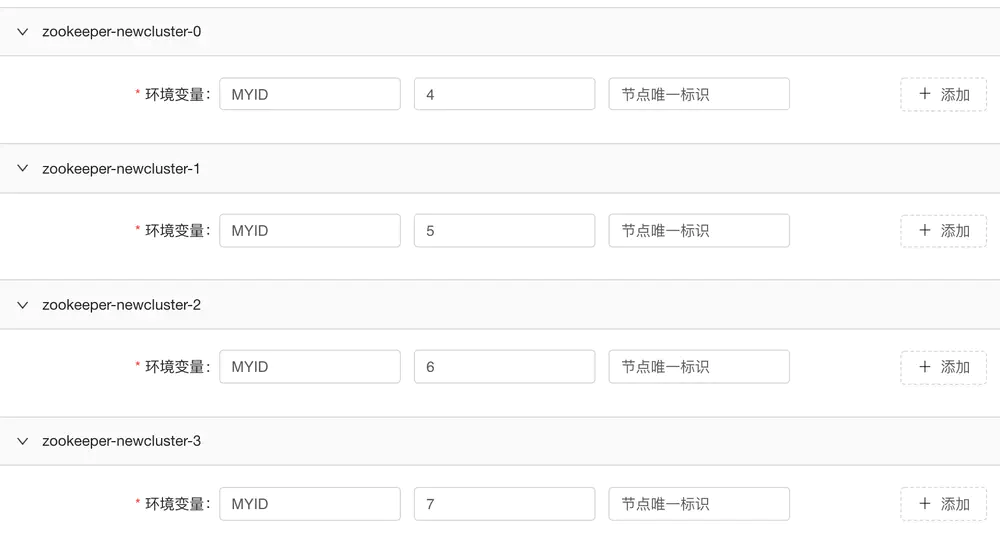 zookeeper-newcluster-0
* 环境变量： MYID 4 节点唯一标识 + 添加
zookeeper-newcluster-1
* 环境变量： MYID 5 节点唯一标识 + 添加
zookeeper-newcluster-2
* 环境变量： MYID 6 节点唯一标识 + 添加
zookeeper-newcluster-3
* 环境变量： MYID 7 节点唯一标识 + 添加